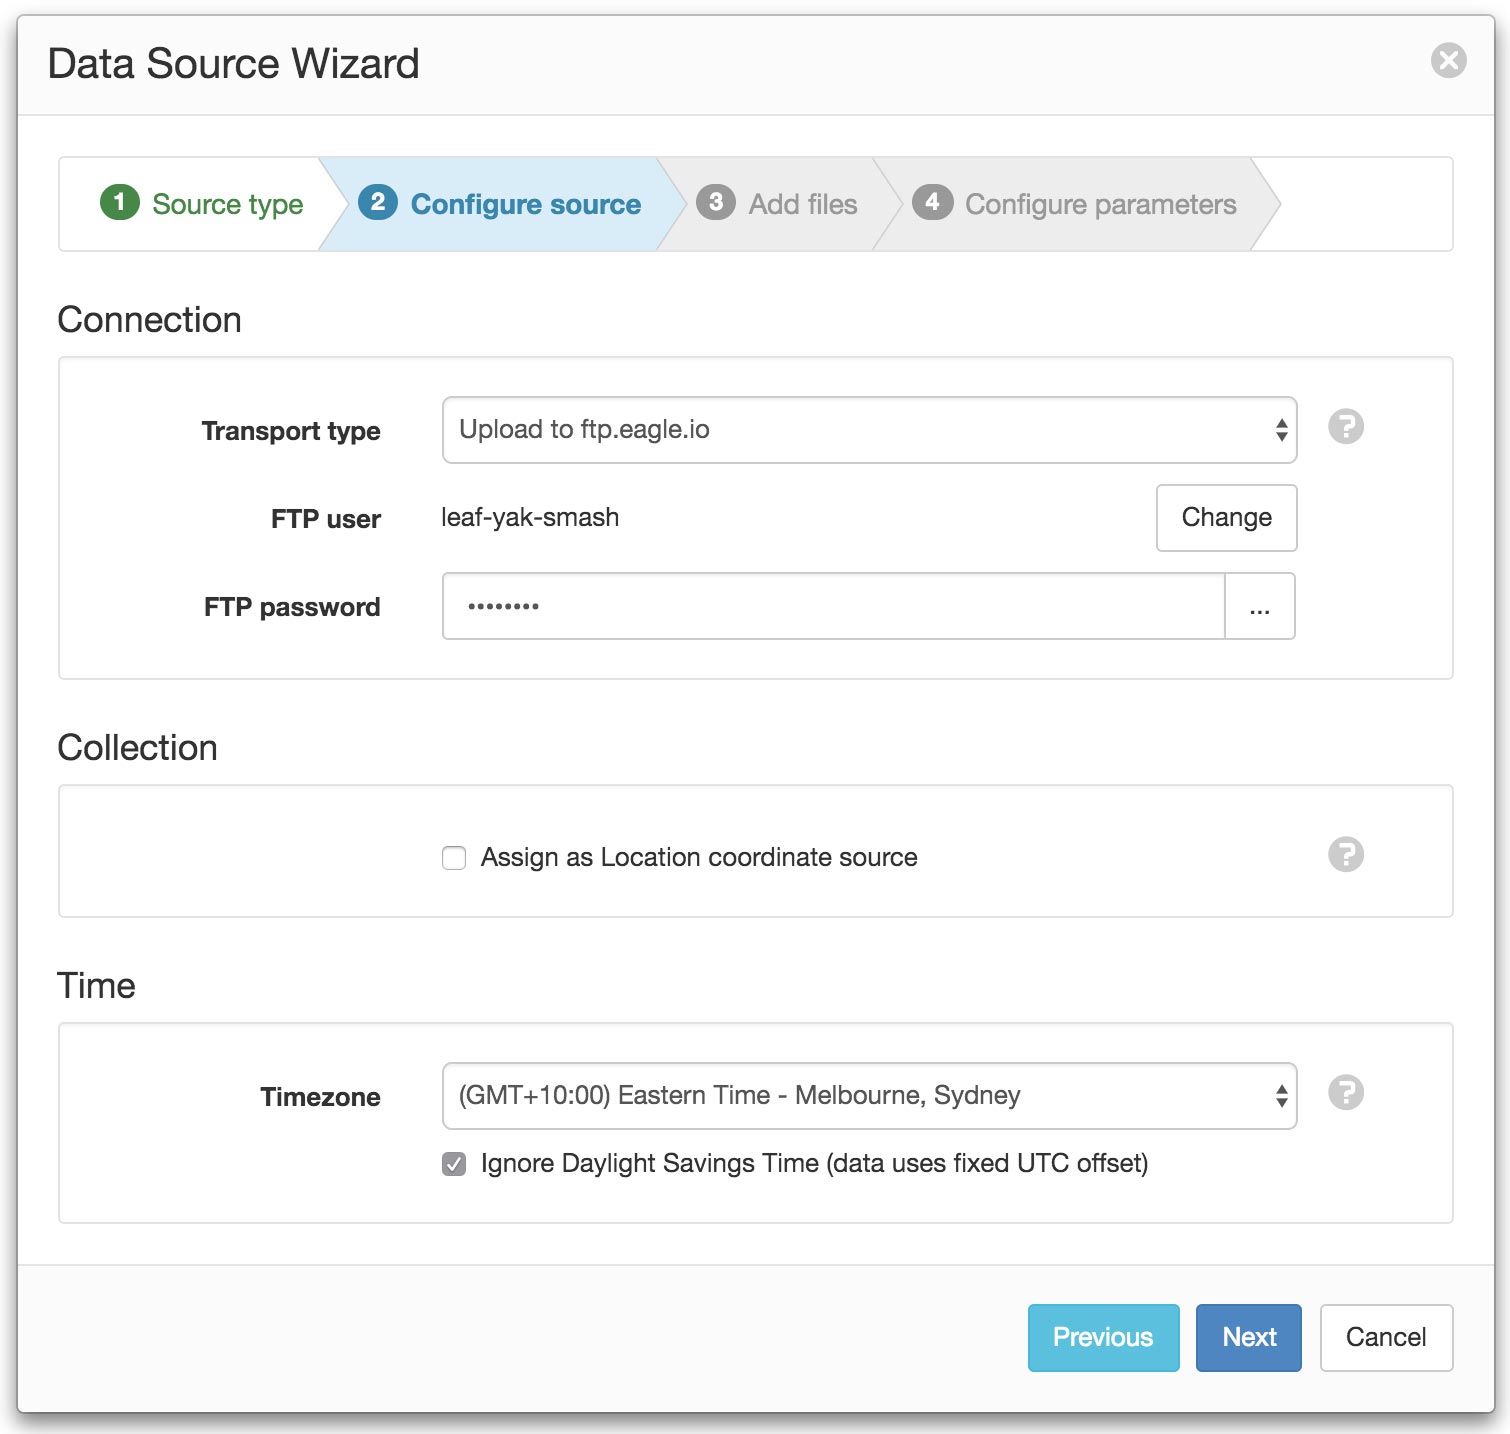 Data Source Wizard
1 Source type 2 Configure source 3 Add files 4 Configure parameters
Connection
Transport type Upload to ftp.eagle.io ?
FTP user leaf-yak-smash Change
FTP password •••••••• ...
Collection
Assign as Location coordinate source ?
Time
Timezone (GMT+10:00) Eastern Time - Melbourne, Sydney ?
Ignore Daylight Savings Time (data uses fixed UTC offset)
Previous Next Cancel